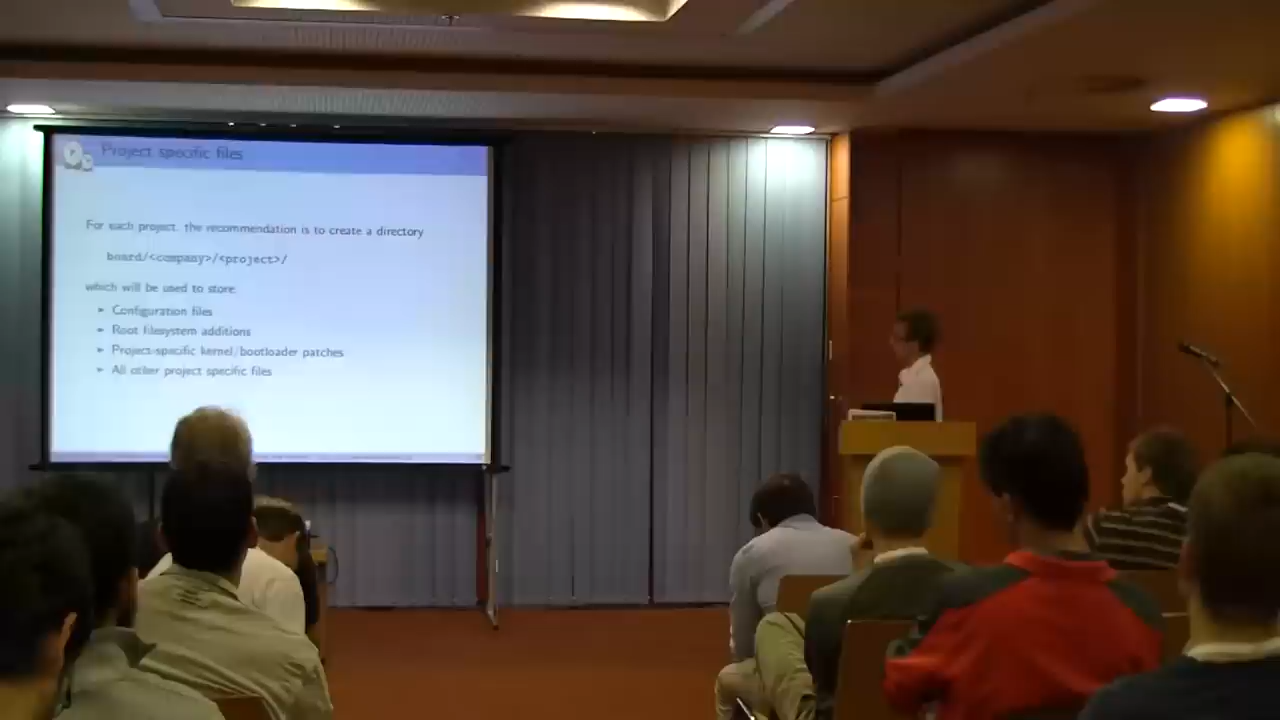 Project specific files
For each project, the recommendation is to create a directory
board/<company>/<project>/
which will be used to store
Configuration files
Root filesystem additions
Project-specific kernel/bootloader patches
All other project specific files